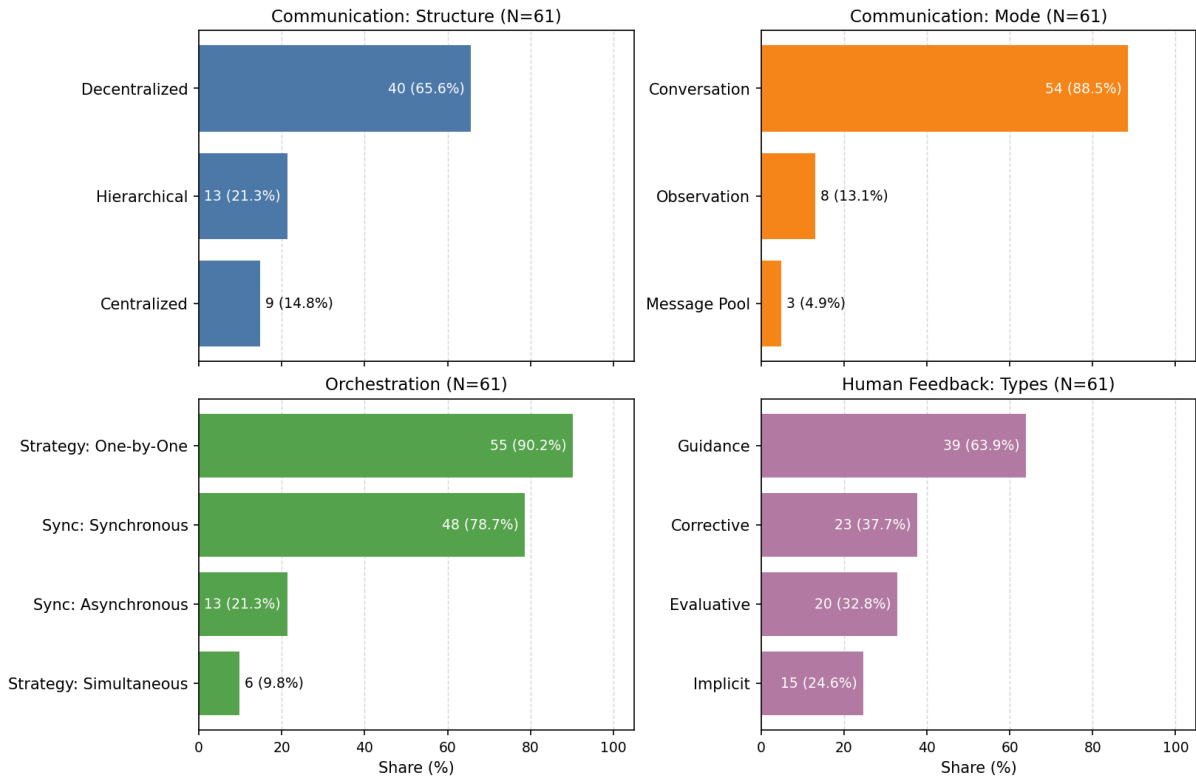 Communication: Structure (N=61)
Decentralized
40 (65.6%)
Hierarchical
13 (21.3%)
Centralized
9 (14.8%)
Communication: Mode (N=61)
Conversation
54 (88.5%)
Observation
8 (13.1%)
Message Pool
3 (4.9%)
Orchestration (N=61)
Strategy: One-by-One
55 (90.2%)
Sync: Synchronous
48 (78.7%)
Sync: Asynchronous
13 (21.3%)
Strategy: Simultaneous
6 (9.8%)
0 20 40 60 80 100
Share (%)
Human Feedback: Types (N=61)
Guidance
39 (63.9%)
Corrective
23 (37.7%)
Evaluative
20 (32.8%)
Implicit
15 (24.6%)
0 20 40 60 80 100
Share (%)